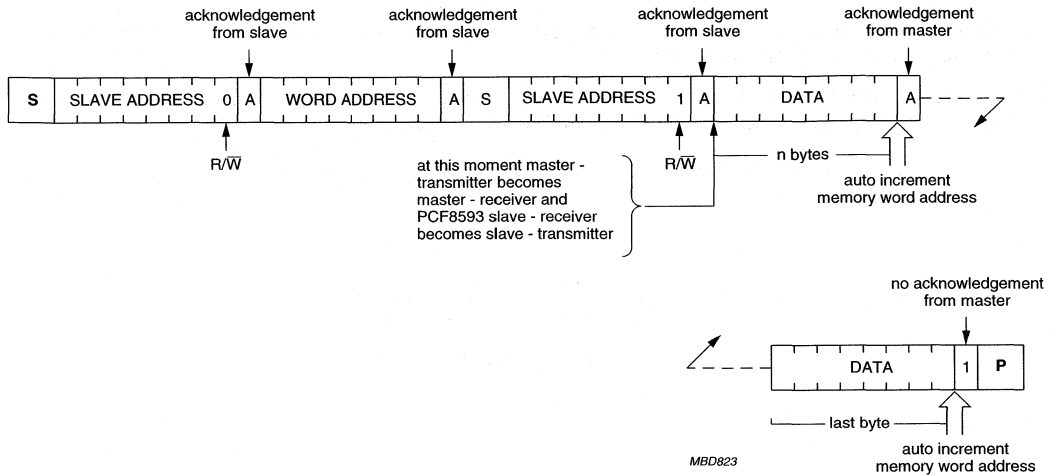 acknowledgement
from slave
acknowledgement
from slave
acknowledgement
from slave
acknowledgement
from master
S SLAVE ADDRESS 0 A WORD ADDRESS A S SLAVE ADDRESS 1 A DATA A
R/W̅
at this moment master -
transmitter becomes
master - receiver and
PCF8593 slave - receiver
becomes slave - transmitter
R/W̅
n bytes
auto increment
memory word address
no acknowledgement
from master
DATA 1 P
last byte
auto increment
memory word address
MBD823